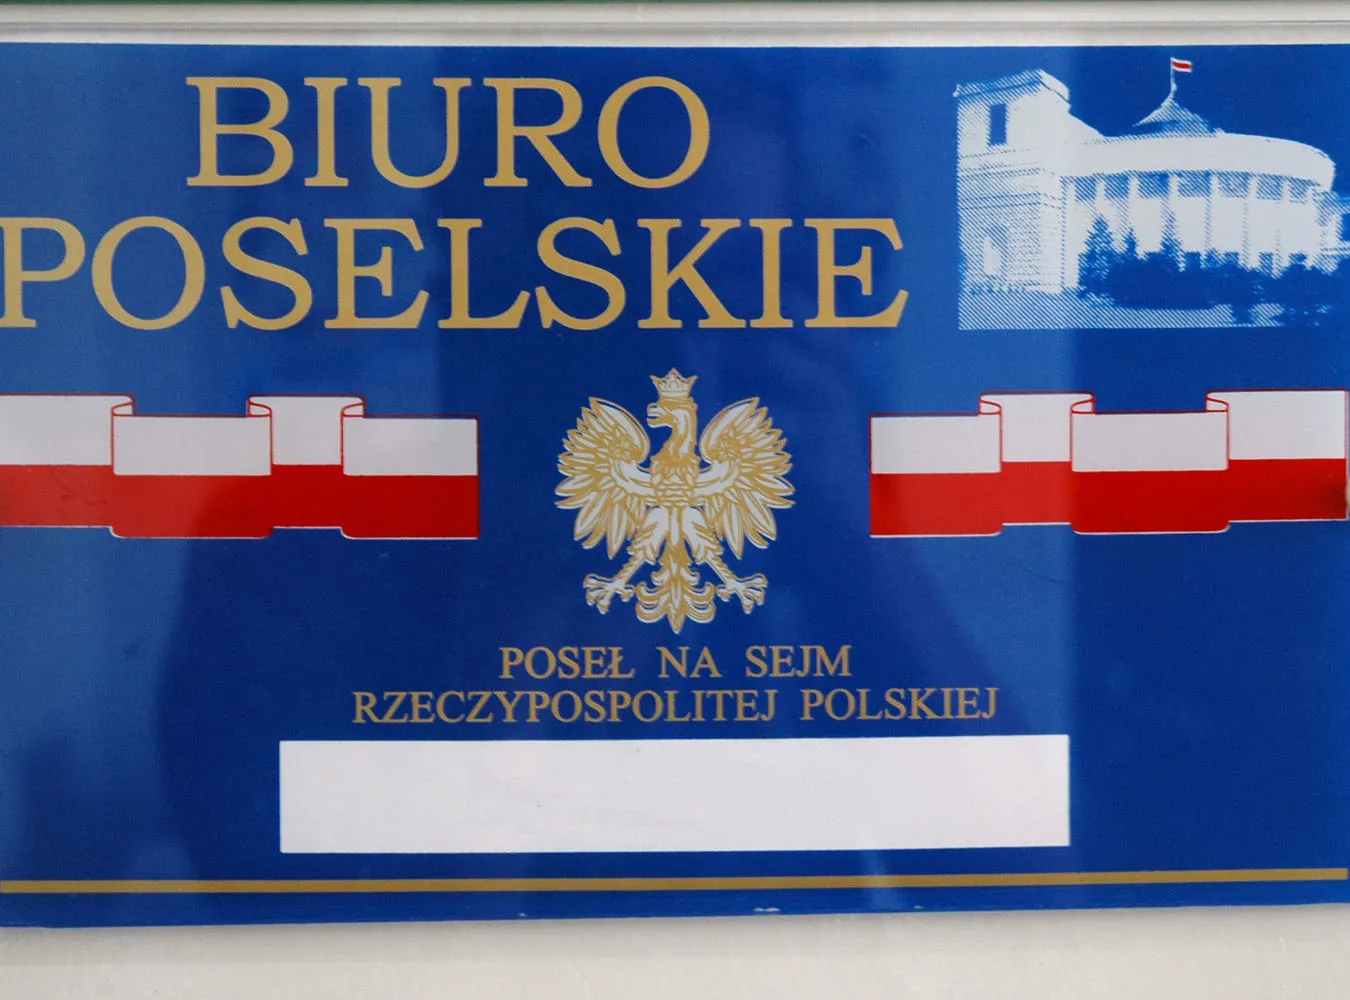 BIURO
POSELSKIE
POSEŁ NA SEJM
RZECZYPOSPOLITEJ POLSKIEJ